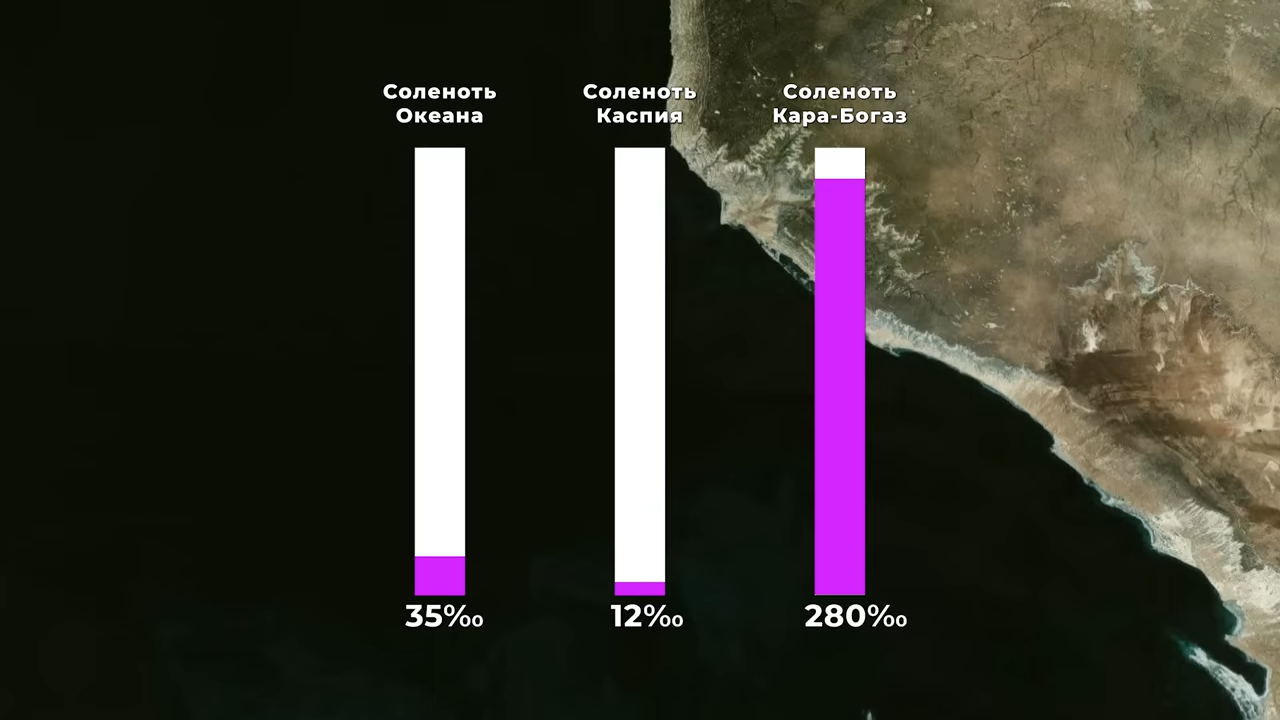 Соленоть
Океана
Соленоть
Каспия
Соленоть
Кара-Богаз
35‰
12‰
280‰